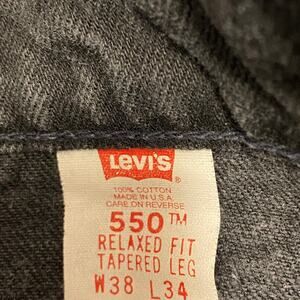 LEVI'S
100% COTTON
MADE IN U.S.A.
CARE ON REVERSE
550™
RELAXED FIT
TAPERED LEG
W38 L34